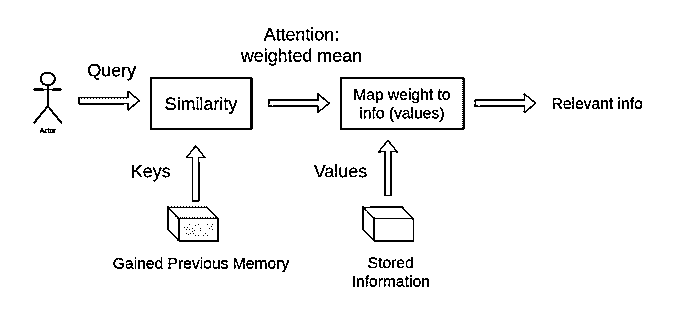 Attention:
weighted mean
Query
Similarity
Map weight to
info (values)
Relevant info
Actor
Keys
Values
Gained Previous Memory
Stored
Information